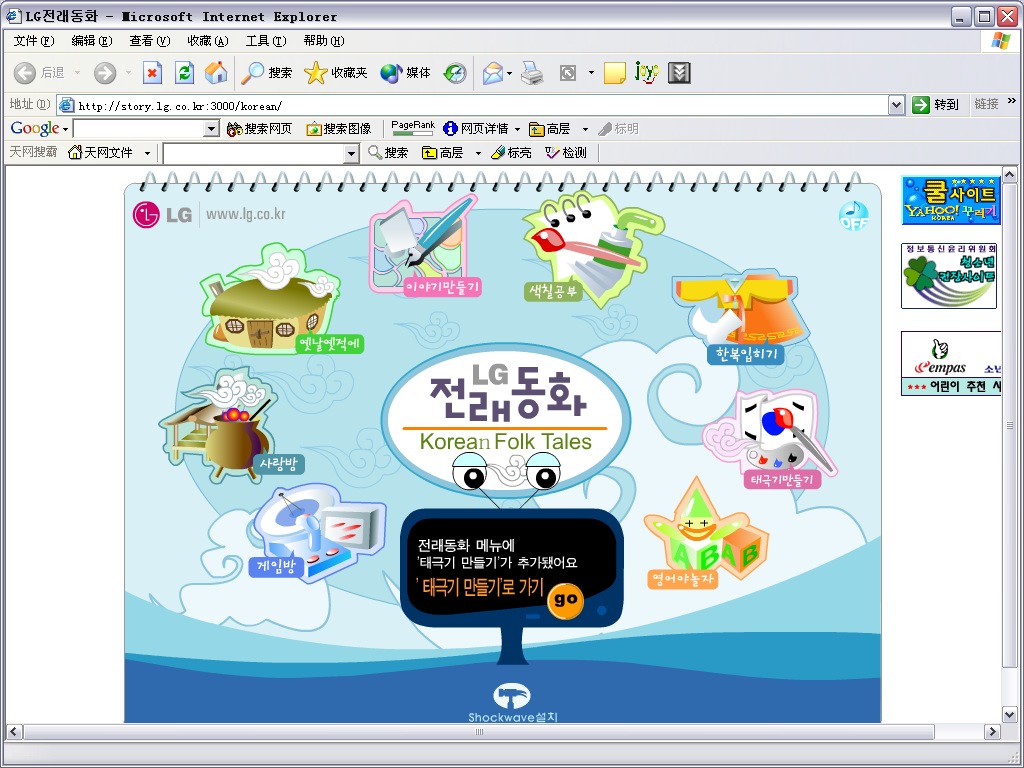 LG전래동화 - Microsoft Internet Explorer
文件(F) 编辑(E) 查看(V) 收藏(A) 工具(T) 帮助(H)
后退 搜索 收藏夹 媒体 joyo
地址(D) http://story.lg.co.kr:3000/korean/ 转到 链接 »
Google 搜索网页 搜索图像 PageRank 网页详情 高层 标明
天网搜霸 天网文件 搜索 高层 标亮 检测
LG www.lg.co.kr
OFF
쿨사이트
YAHOO! 꾸러기
KOREA
정보통신윤리위원회
청소년
권장사이트
empas 소년
*** 어린이 추천 사
이야기만들기
색칠공부
옛날옛적에
한복입히기
사랑방
태극기만들기
게임방
영어야놀자
ABAB
LG
전래동화
Korean Folk Tales
전래동화 메뉴에
'태극기 만들기'가 추가됐어요
'태극기 만들기'로 가기
go
Shockwave설치